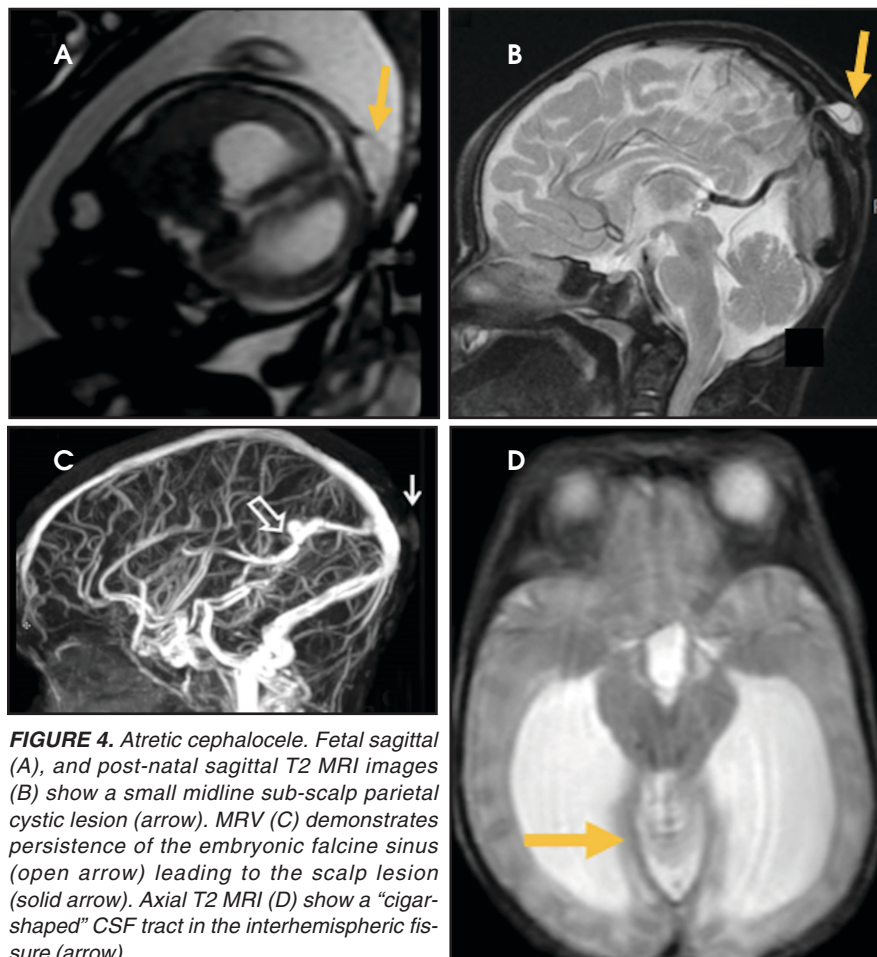 A
B
C
D
FIGURE 4. Atretic cephalocele. Fetal sagittal
(A), and post-natal sagittal T2 MRI images
(B) show a small midline sub-scalp parietal
cystic lesion (arrow). MRV (C) demonstrates
persistence of the embryonic falcine sinus
(open arrow) leading to the scalp lesion
(solid arrow). Axial T2 MRI (D) show a “cigar-
shaped” CSF tract in the interhemispheric fis-
sure (arrow)